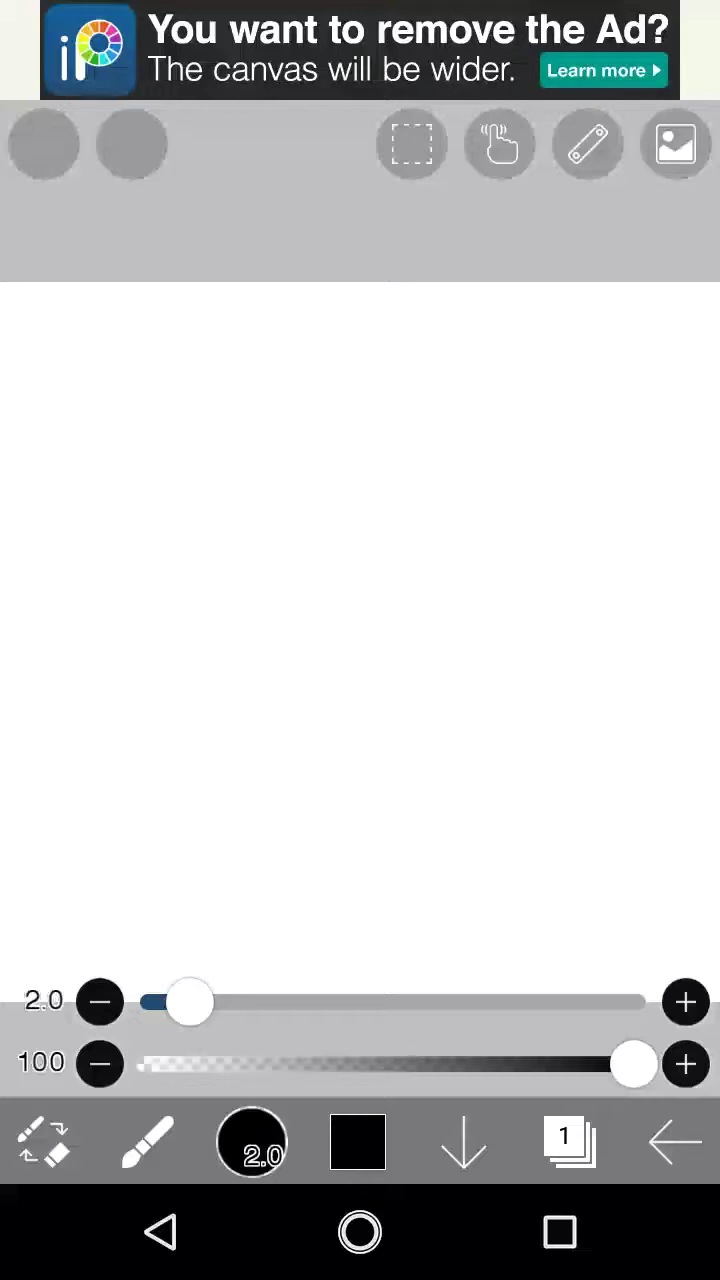 iP
You want to remove the Ad?
The canvas will be wider.
Learn more
2.0
100
2.0
1